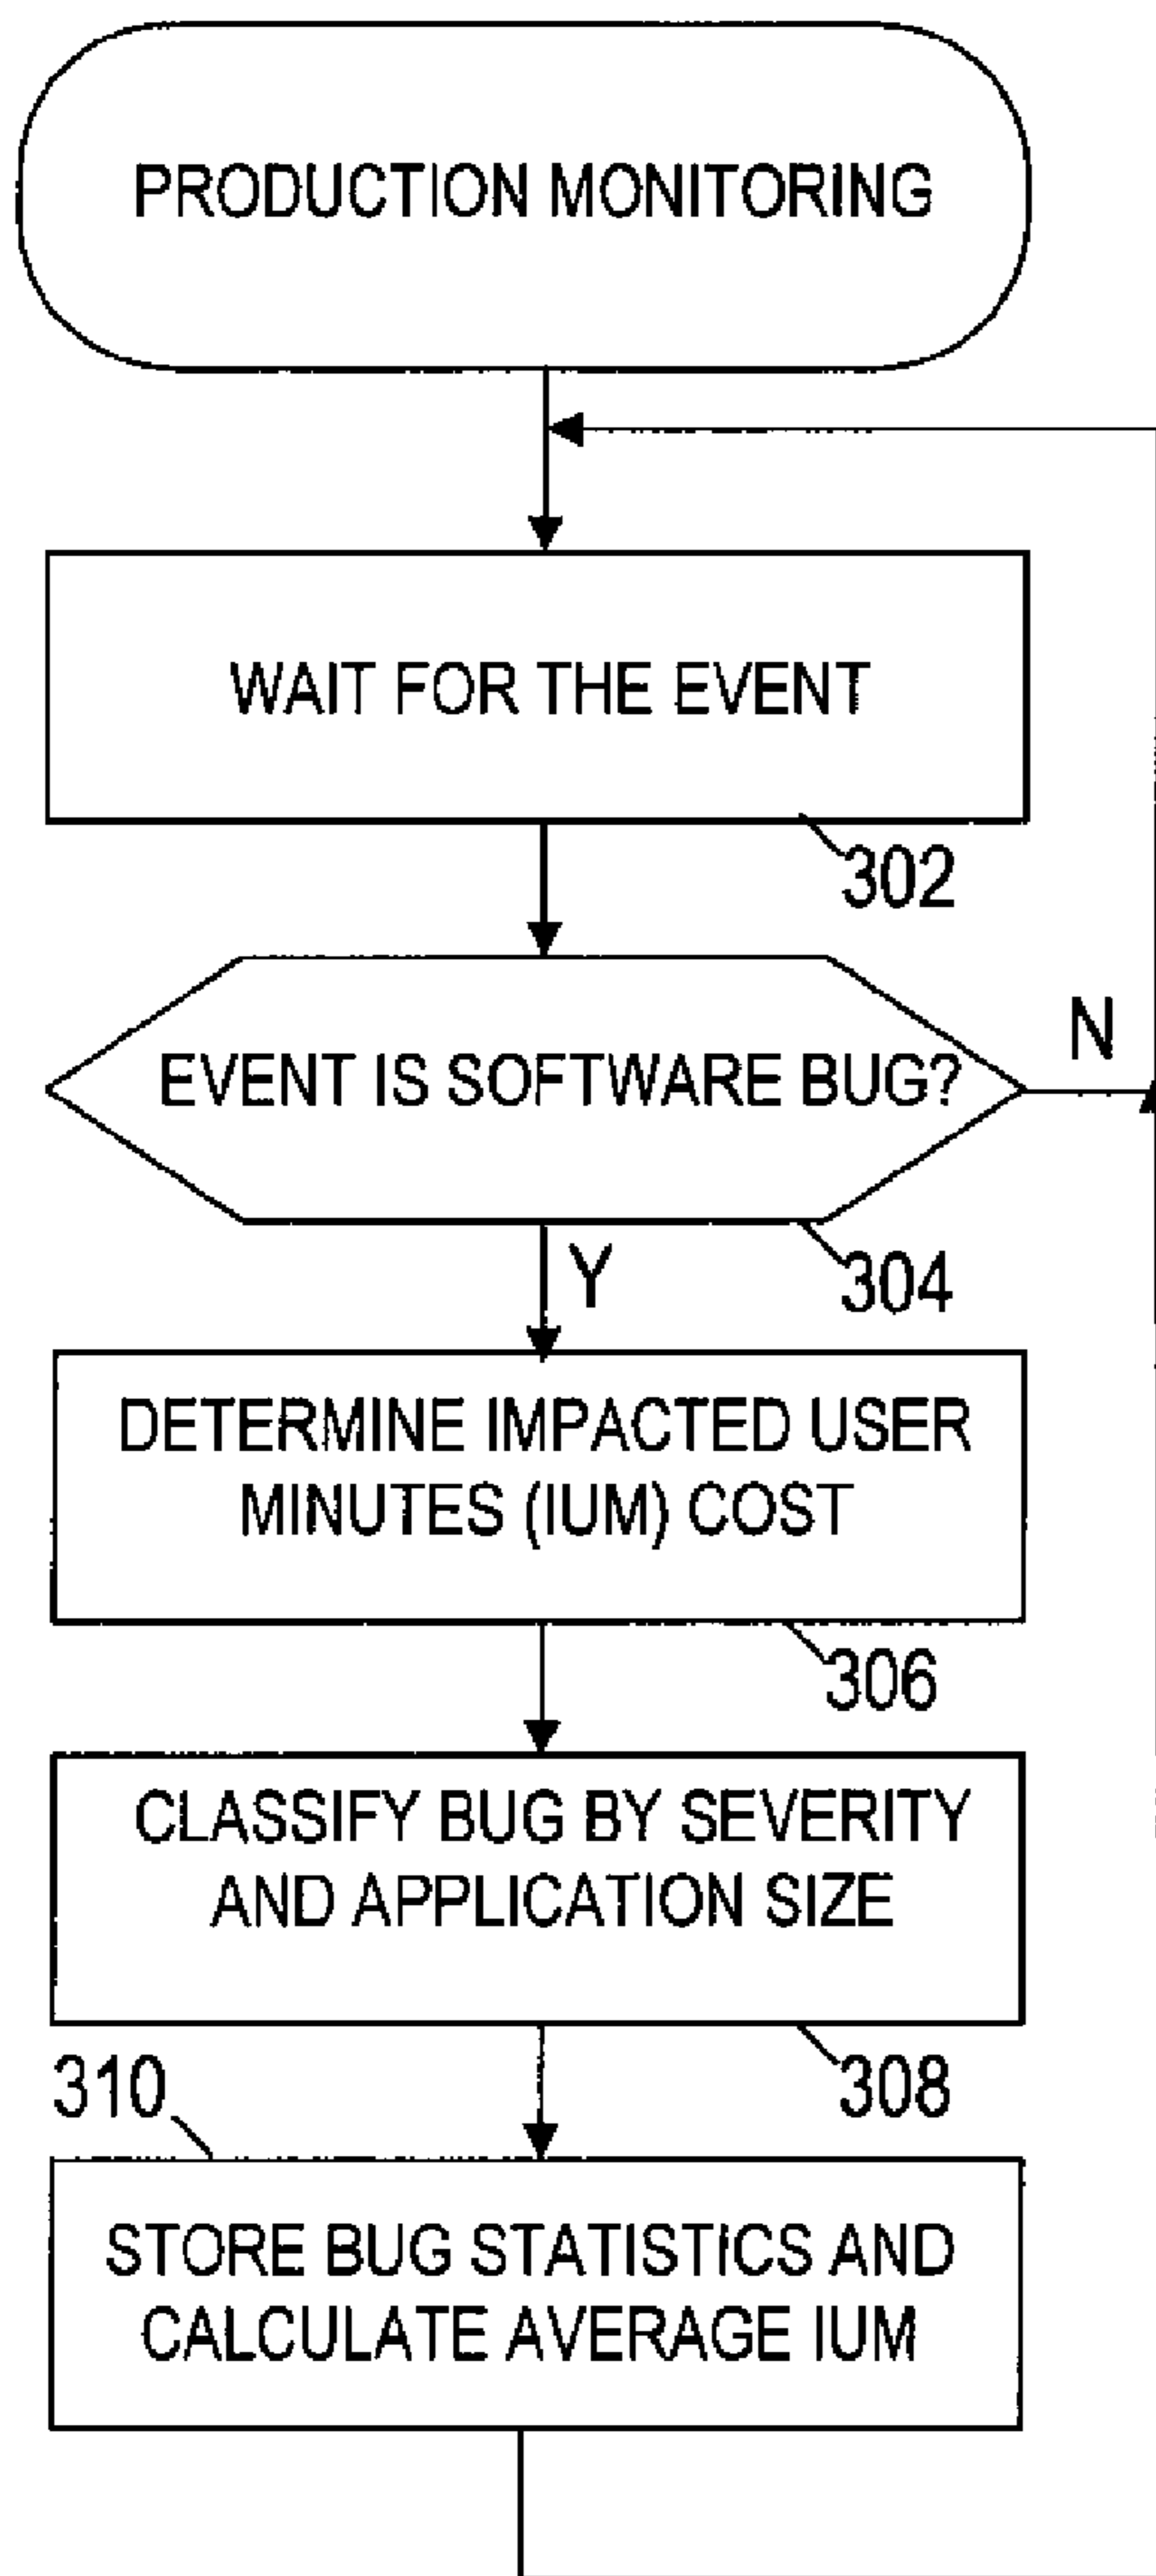 PRODUCTION MONITORING
WAIT FOR THE EVENT
302
EVENT IS SOFTWARE BUG?
N
Y
304
DETERMINE IMPACTED USER
MINUTES (IUM) COST
306
CLASSIFY BUG BY SEVERITY
AND APPLICATION SIZE
308
310
STORE BUG STATISTICS AND
CALCULATE AVERAGE IUM